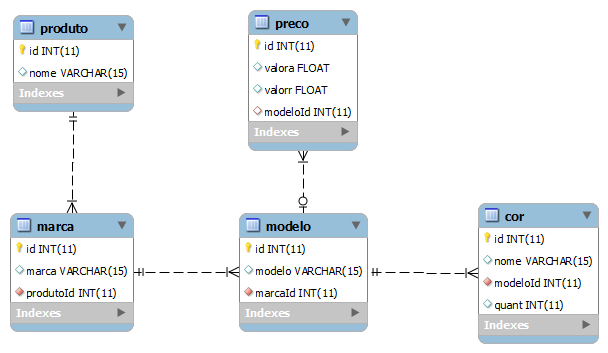 produto
id INT(11)
nome VARCHAR(15)
Indexes
preco
id INT(11)
valora FLOAT
valorr FLOAT
modeloId INT(11)
Indexes
marca
id INT(11)
marca VARCHAR(15)
produtoId INT(11)
Indexes
modelo
id INT(11)
modelo VARCHAR(15)
marcaId INT(11)
Indexes
cor
id INT(11)
nome VARCHAR(15)
modeloId INT(11)
quant INT(11)
Indexes